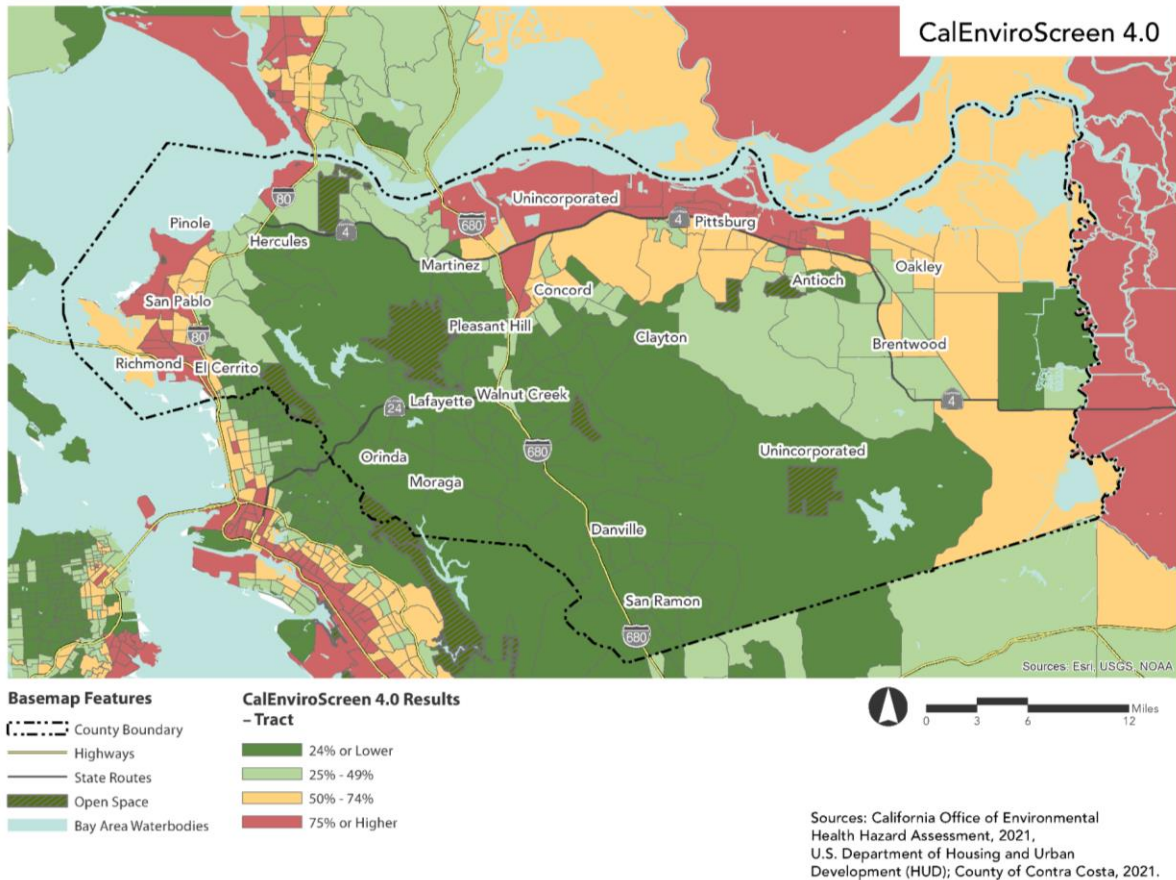 CalEnviroScreen 4.0
Unincorporated
80
Pinole
680
4
Pittsburg
4
Hercules
Martinez
Oakley
Antioch
San Pablo
Concord
80
Pleasant Hill
Clayton
Brentwood
Richmond
El Cerrito
24
Lafayette
Walnut Creek
4
680
Orinda
Unincorporated
Moraga
Danville
San Ramon
680
Sources: Esri, USGS, NOAA
Basemap Features
County Boundary
Highways
State Routes
Open Space
Bay Area Waterbodies
CalEnviroScreen 4.0 Results
– Tract
24% or Lower
25% - 49%
50% - 74%
75% or Higher
0 3 6 12 Miles
Sources: California Office of Environmental
Health Hazard Assessment, 2021,
U.S. Department of Housing and Urban
Development (HUD); County of Contra Costa, 2021.